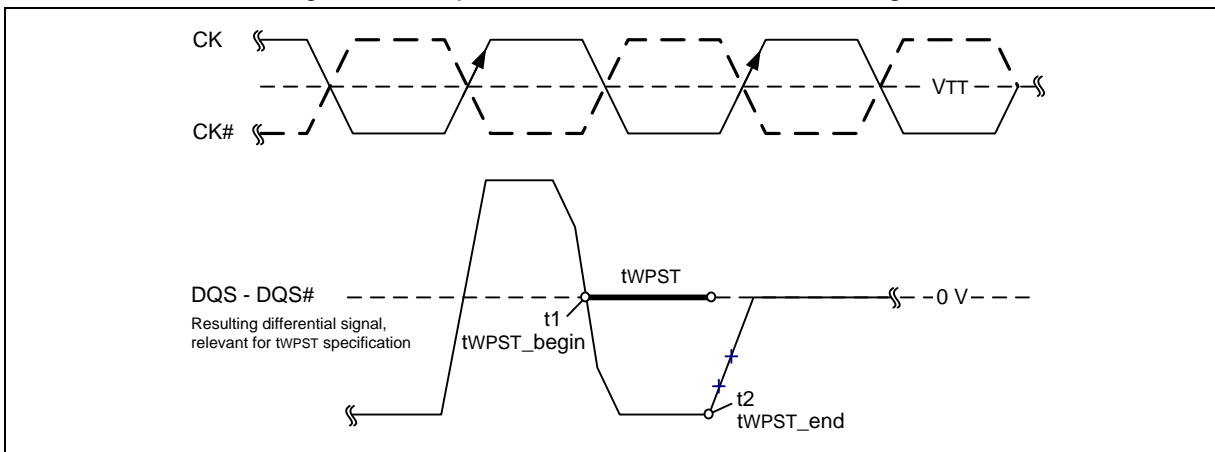 CK
VTT
CK#
tWPST
DQS - DQS#
0 V
Resulting differential signal,
relevant for tWPST specification
t1
tWPST_begin
t2
tWPST_end